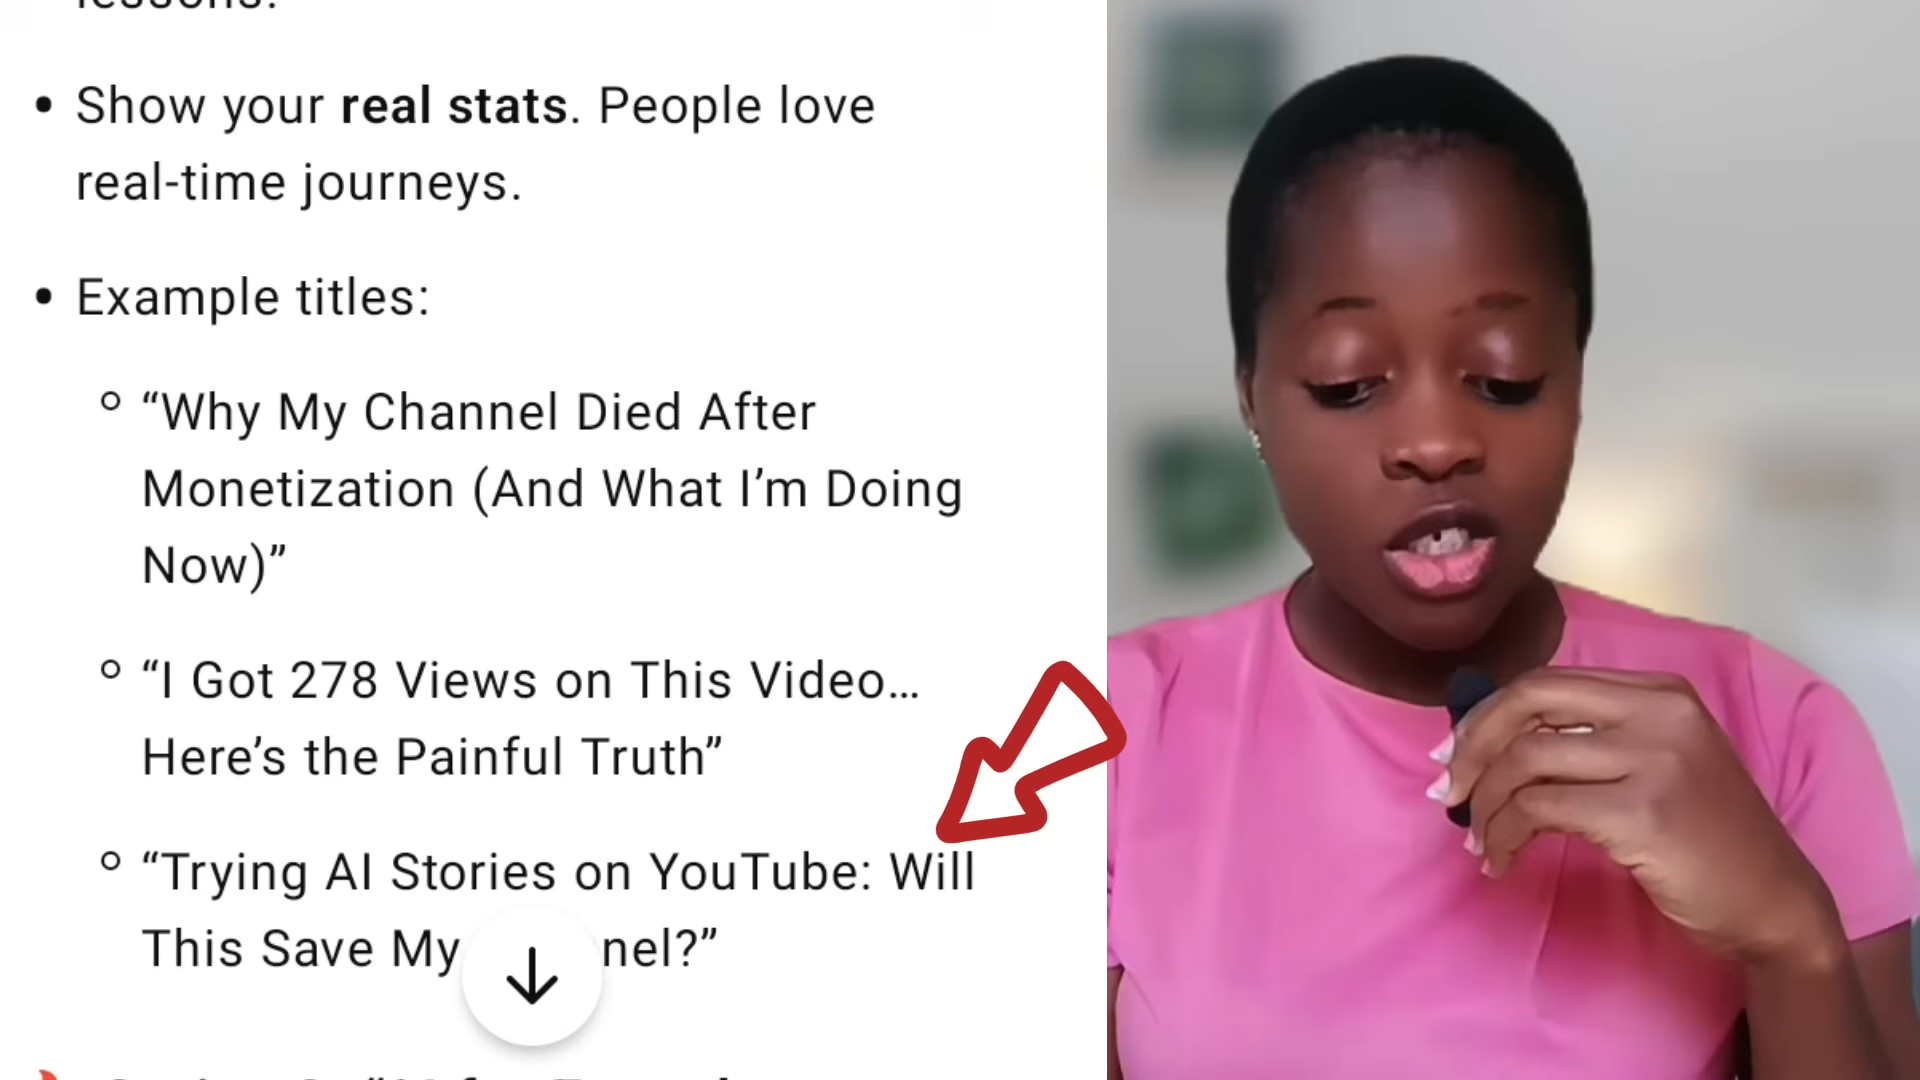 lessons.
• Show your real stats. People love
real-time journeys.
• Example titles:
“Why My Channel Died After
Monetization (And What I’m Doing
Now)”
“I Got 278 Views on This Video...
Here’s the Painful Truth”
“Trying AI Stories on YouTube: Will
This Save My nel?”